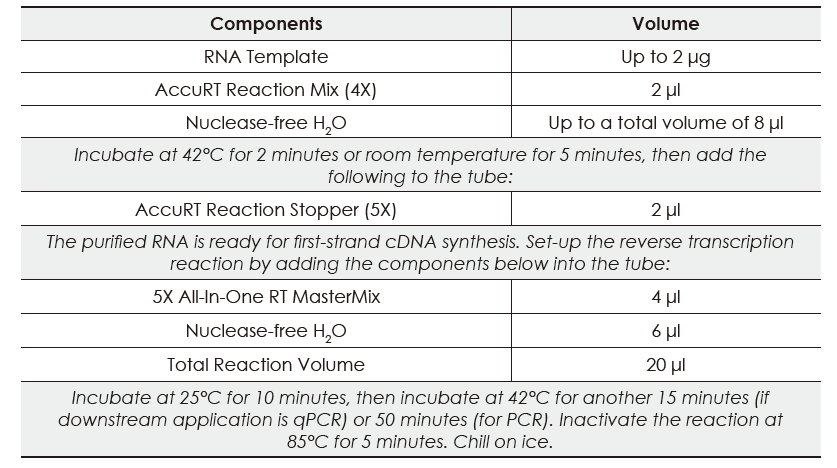 Components Volume
RNA Template Up to 2 µg
AccuRT Reaction Mix (4X) 2 µl
Nuclease-free H₂O Up to a total volume of 8 µl
Incubate at 42°C for 2 minutes or room temperature for 5 minutes, then add the
following to the tube:
AccuRT Reaction Stopper (5X) 2 µl
The purified RNA is ready for first-strand cDNA synthesis. Set-up the reverse transcription
reaction by adding the components below into the tube:
5X All-In-One RT MasterMix 4 µl
Nuclease-free H₂O 6 µl
Total Reaction Volume 20 µl
Incubate at 25°C for 10 minutes, then incubate at 42°C for another 15 minutes (if
downstream application is qPCR) or 50 minutes (for PCR). Inactivate the reaction at
85°C for 5 minutes. Chill on ice.